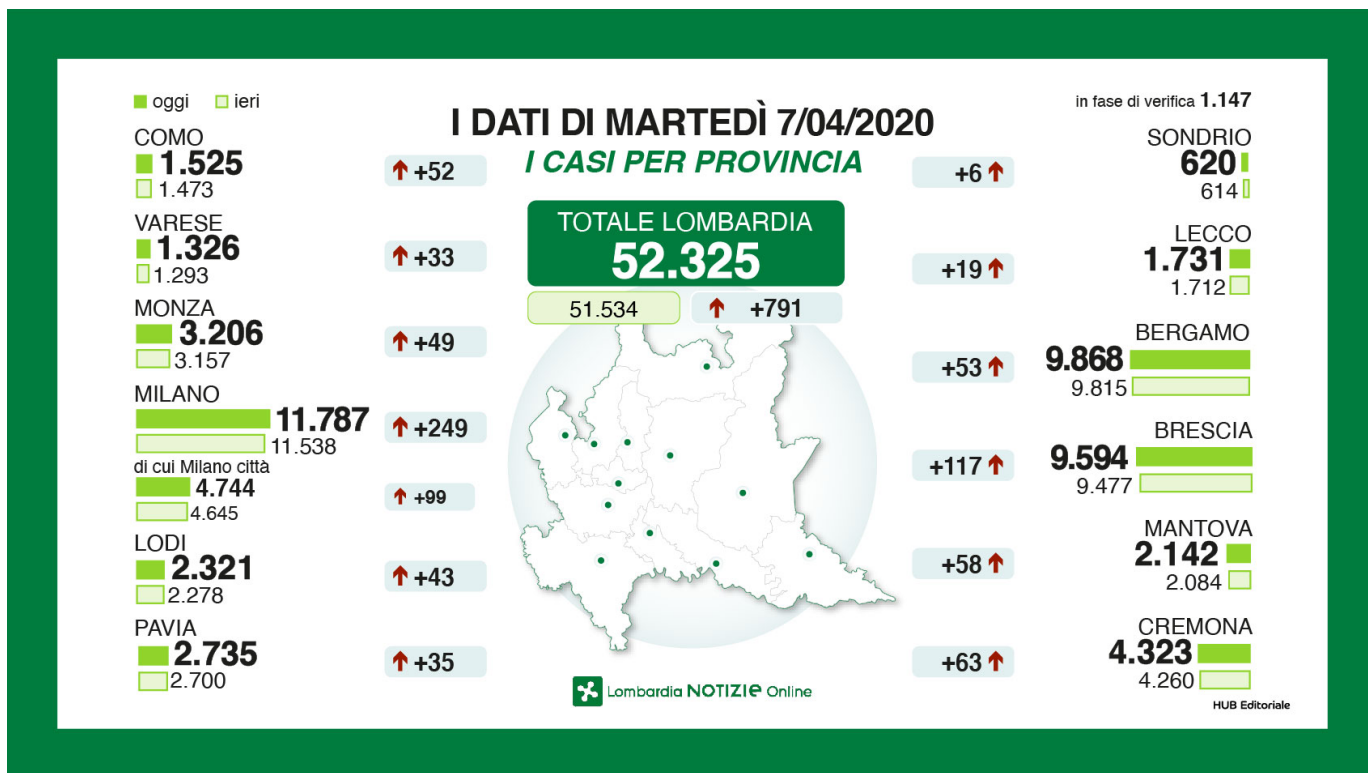 oggi ieri
I DATI DI MARTEDÌ 7/04/2020
I CASI PER PROVINCIA
TOTALE LOMBARDIA
52.325
51.534 +791
COMO
1.525
1.473
+52
VARESE
1.326
1.293
+33
MONZA
3.206
3.157
+49
MILANO
11.787
11.538
+249
di cui Milano città
4.744
4.645
+99
LODI
2.321
2.278
+43
PAVIA
2.735
2.700
+35
in fase di verifica 1.147
SONDRIO
620
614
+6
LECCO
1.731
1.712
+19
BERGAMO
9.868
9.815
+53
BRESCIA
9.594
9.477
+117
MANTOVA
2.142
2.084
+58
CREMONA
4.323
4.260
+63
Lombardia NOTIZIE Online
HUB Editoriale